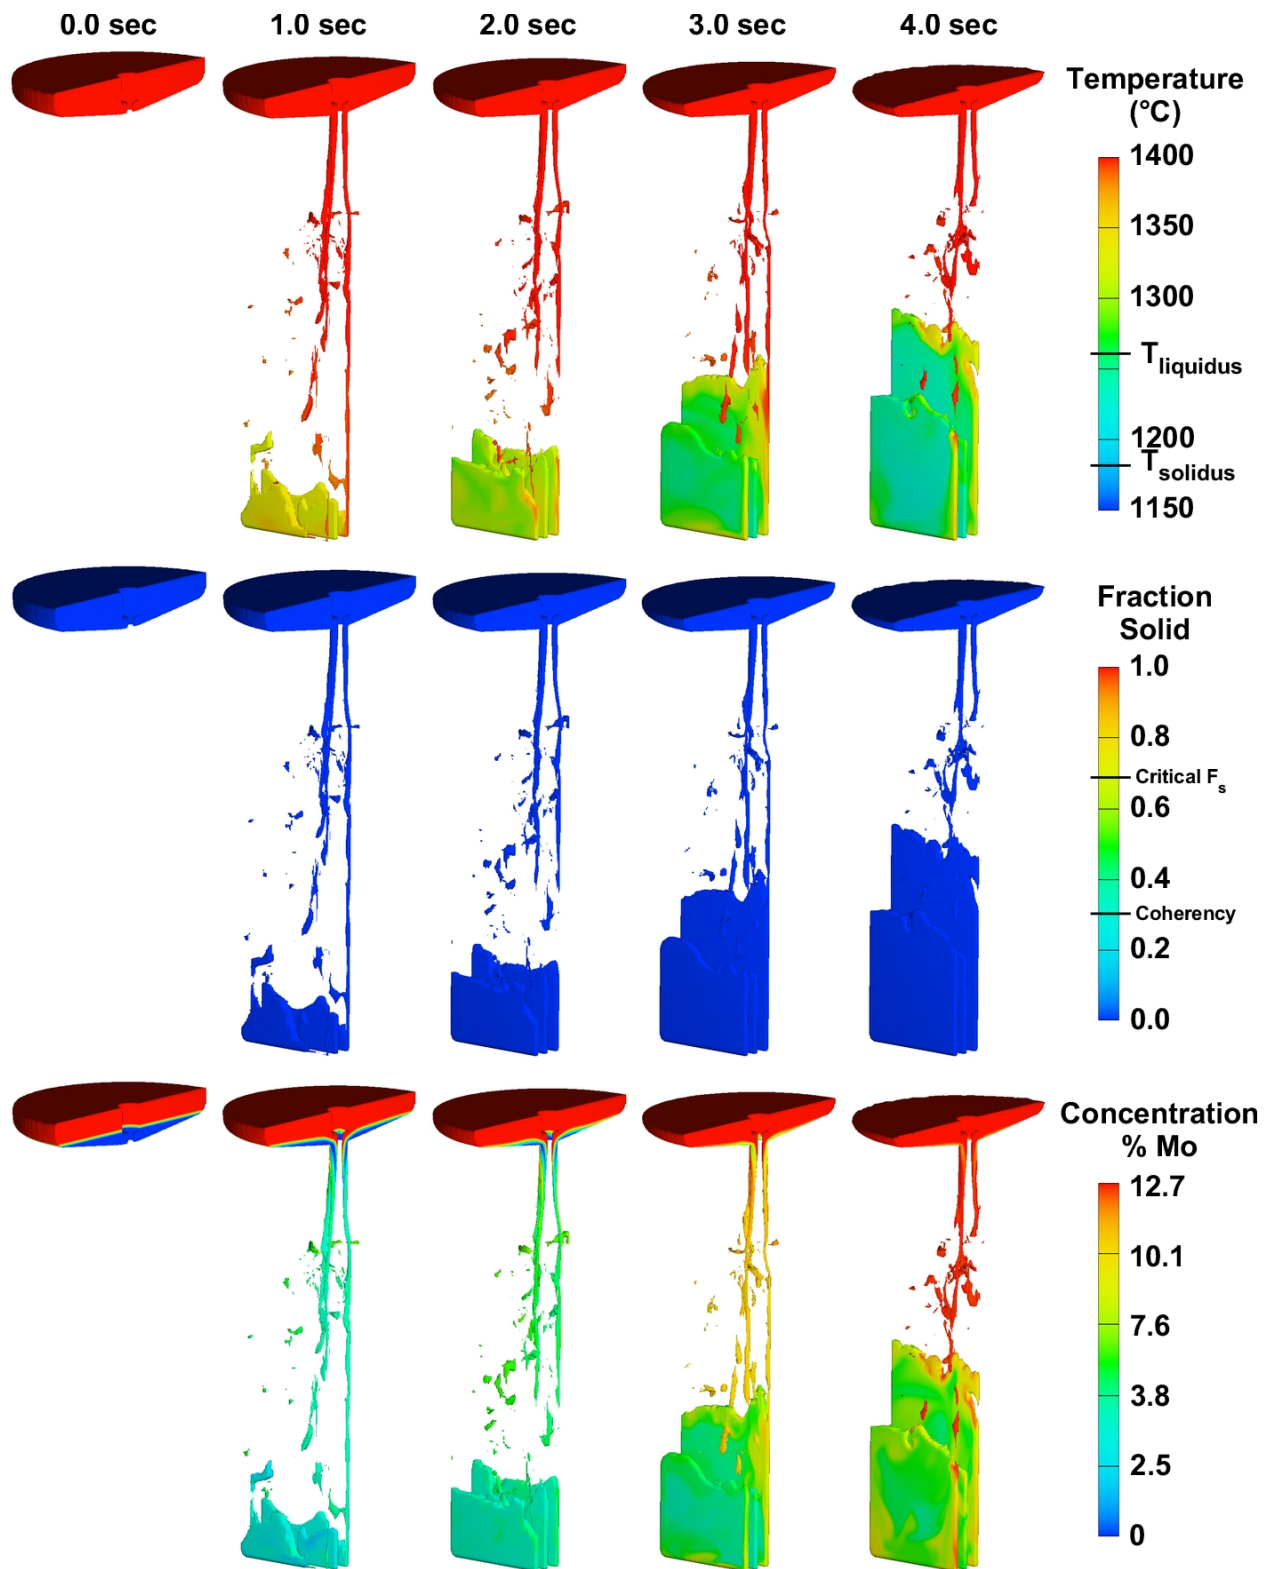 0.0 sec 1.0 sec 2.0 sec 3.0 sec 4.0 sec
Temperature
(°C)
1400
1350
1300
T liquidus
1200
T solidus
1150
Fraction
Solid
1.0
0.8
Critical Fs
0.6
0.4
Coherency
0.2
0.0
Concentration
% Mo
12.7
10.1
7.6
3.8
2.5
0